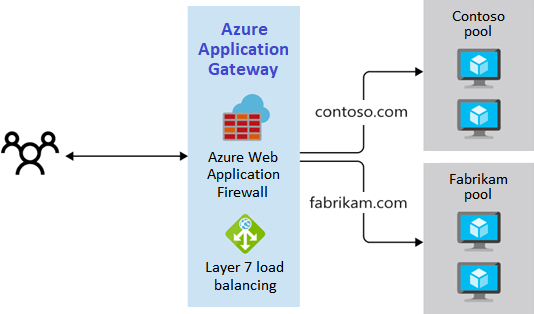 Azure
Application
Gateway
Azure Web
Application
Firewall
Layer 7 load
balancing
contoso.com
fabrikam.com
Contoso
pool
Fabrikam
pool